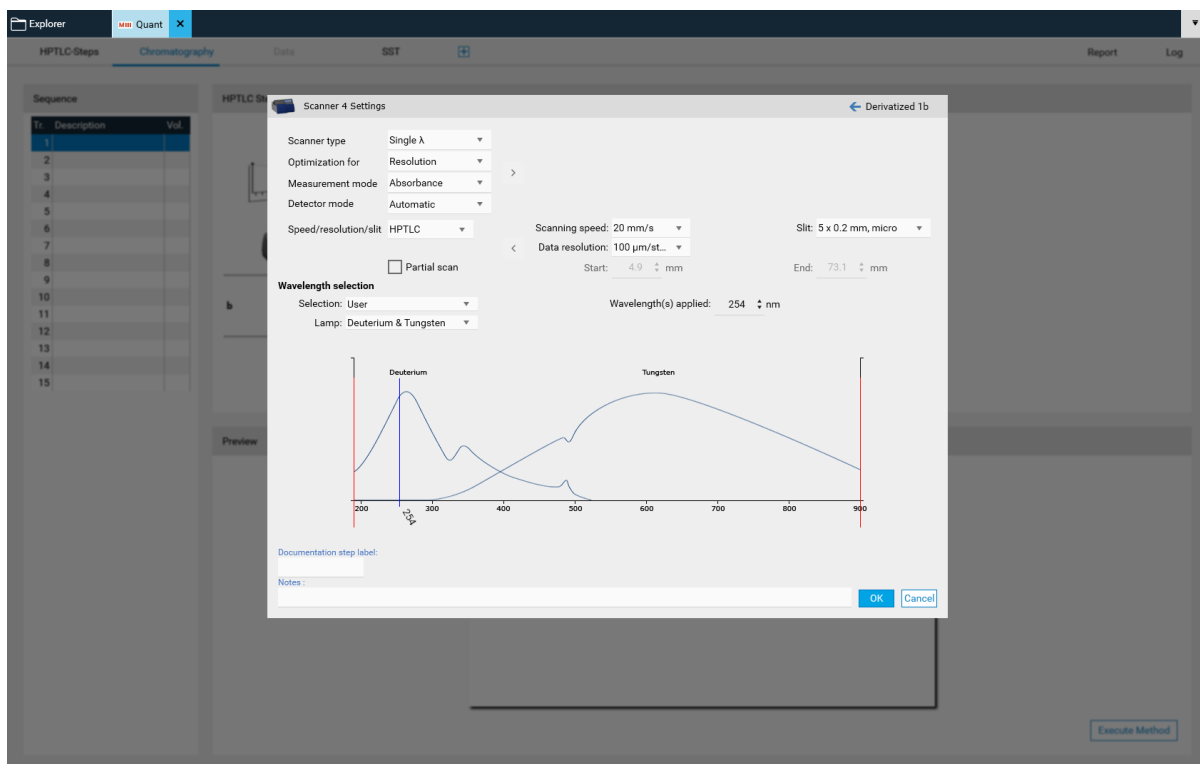 Explorer
Quant ×
HPTLC-Steps Chromatography Data SST Report Log
Sequence
HPTLC St
Tr. Description Vol.
1
2
3
4
5
6
7
8
9
10
11
12
13
14
15
b
Preview
Execute Method
Scanner 4 Settings
Derivatized 1b
Scanner type Single λ
Optimization for Resolution
Measurement mode Absorbance
Detector mode Automatic
Speed/resolution/slit HPTLC
Scanning speed: 20 mm/s
Slit: 5 x 0.2 mm, micro
Data resolution: 100 µm/st...
Partial scan
Start: 4.9 mm
End: 73.1 mm
Wavelength selection
Selection: User
Wavelength(s) applied: 254 nm
Lamp: Deuterium & Tungsten
Deuterium Tungsten
200 300 400 500 600 700 800 900
254
Documentation step label:
Notes :
OK Cancel